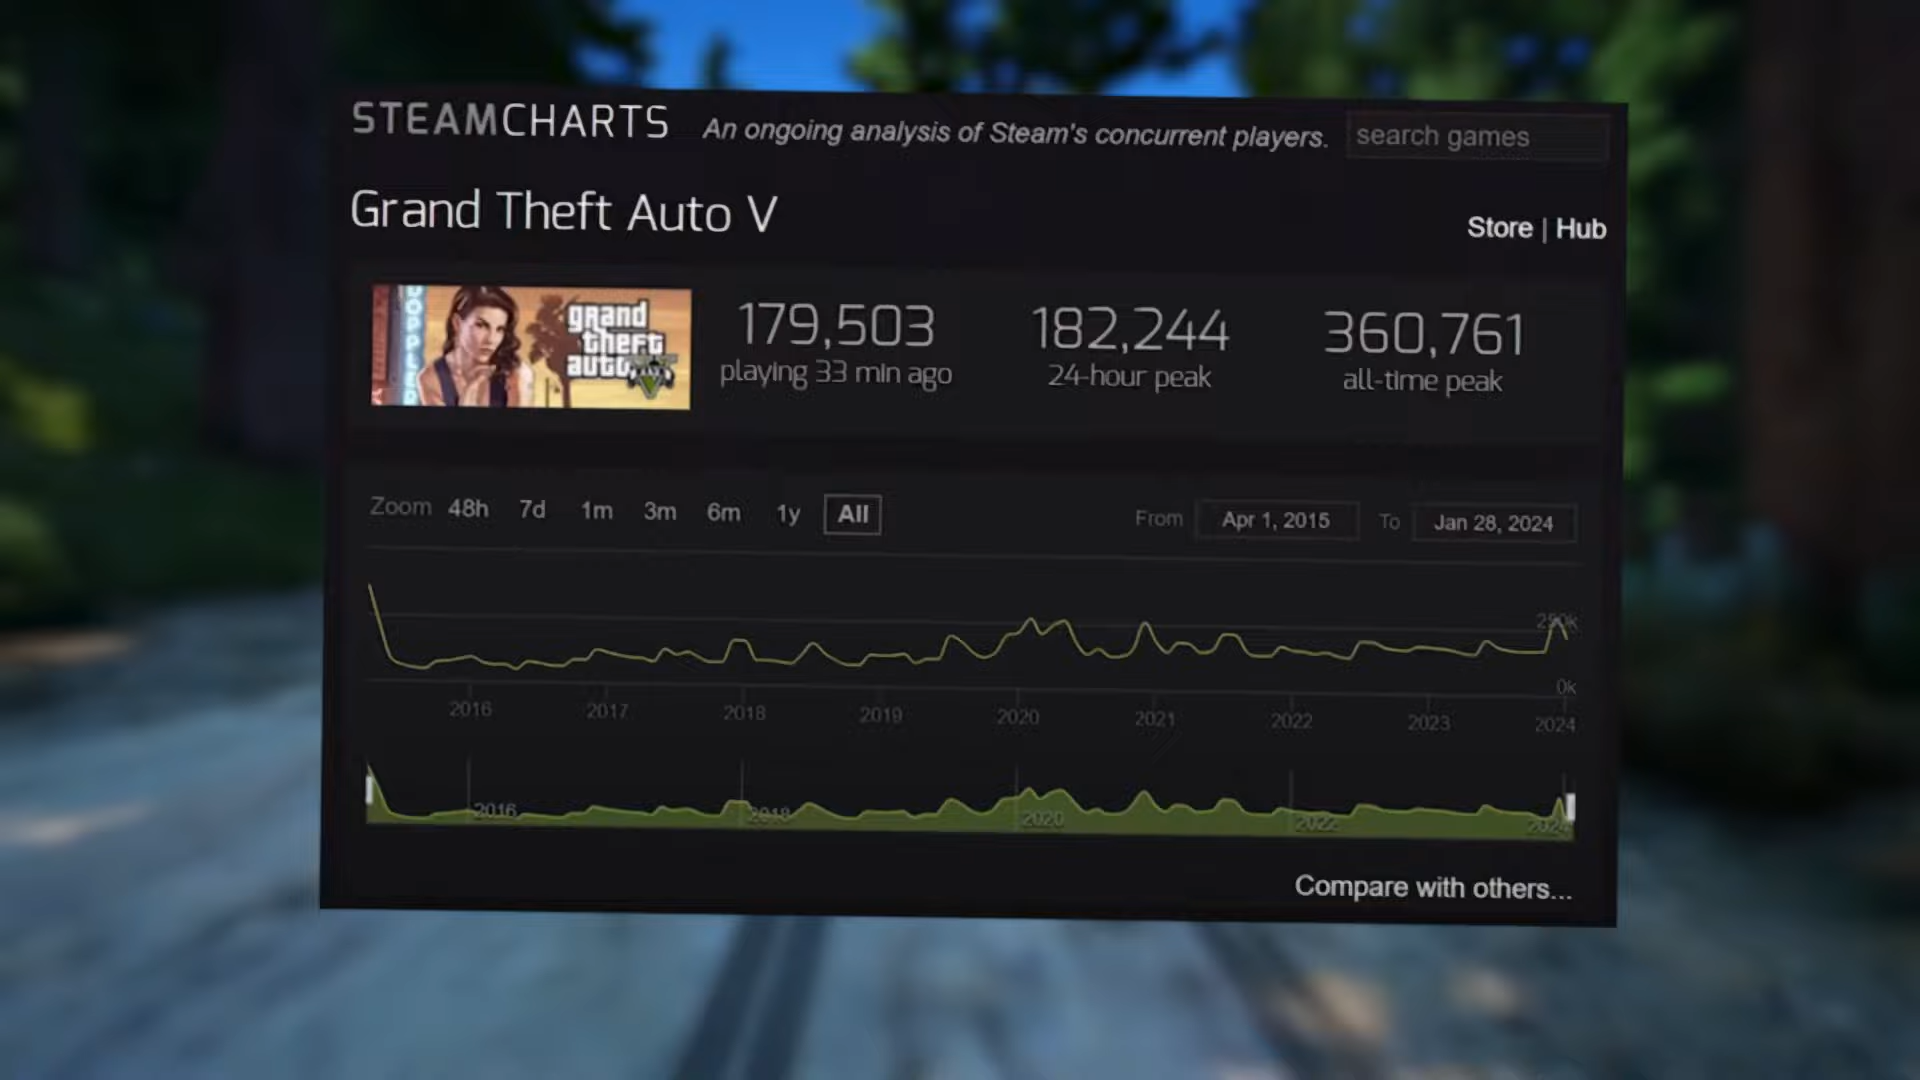 STEAMCHARTS An ongoing analysis of Steam's concurrent players. search games
Grand Theft Auto V
Store | Hub
grand
theft
auto
V
179,503 182,244 360,761
playing 33 min ago 24-hour peak all-time peak
Zoom 48h 7d 1m 3m 6m 1y All From Apr 1, 2015 To Jan 28, 2024
250k
0k
2016 2017 2018 2019 2020 2021 2022 2023 2024
2016 2018 2020 2022 2024
Compare with others...